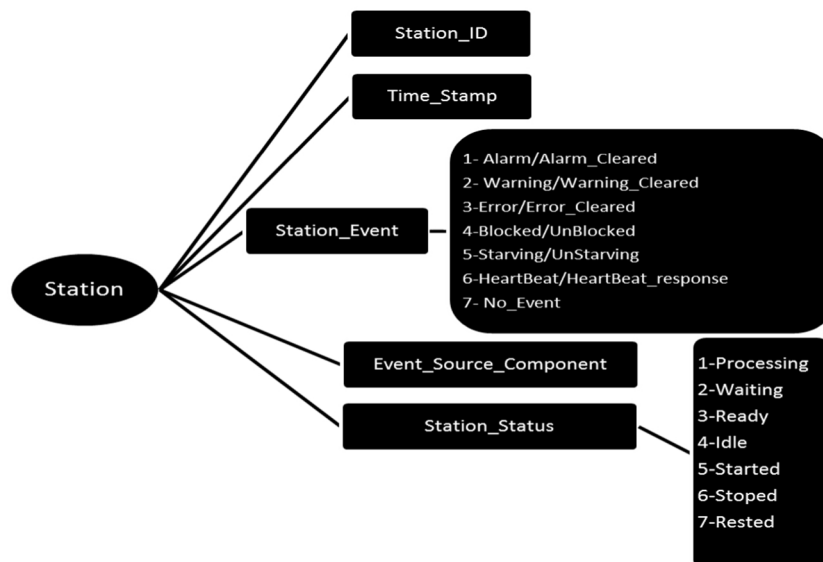 Station_ID
Time_Stamp
1- Alarm/Alarm_Cleared
2- Warning/Warning_Cleared
3-Error/Error_Cleared
4-Blocked/UnBlocked
5-Starving/UnStarving
6-HeartBeat/HeartBeat_response
7- No_Event
Station_Event
Station
Event_Source_Component
Station_Status
1-Processing
2-Waiting
3-Ready
4-Idle
5-Started
6-Stoped
7-Rested